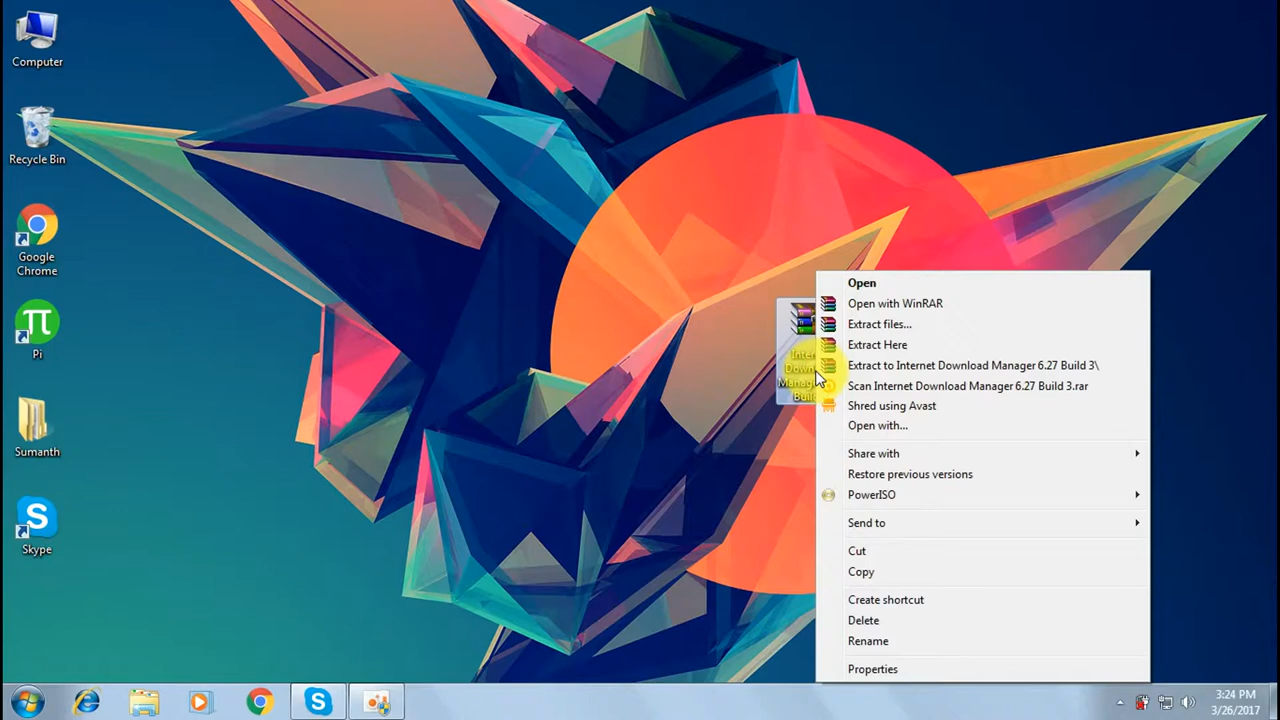 Computer
Recycle Bin
Google
Chrome
Pi
Sumanth
Skype
Open
Open with WinRAR
Extract files...
Extract Here
Extract to Internet Download Manager 6.27 Build 3\
Scan Internet Download Manager 6.27 Build 3.rar
Shred using Avast
Open with...
Share with
Restore previous versions
PowerISO
Send to
Cut
Copy
Create shortcut
Delete
Rename
Properties
3:24 PM
3/26/2017